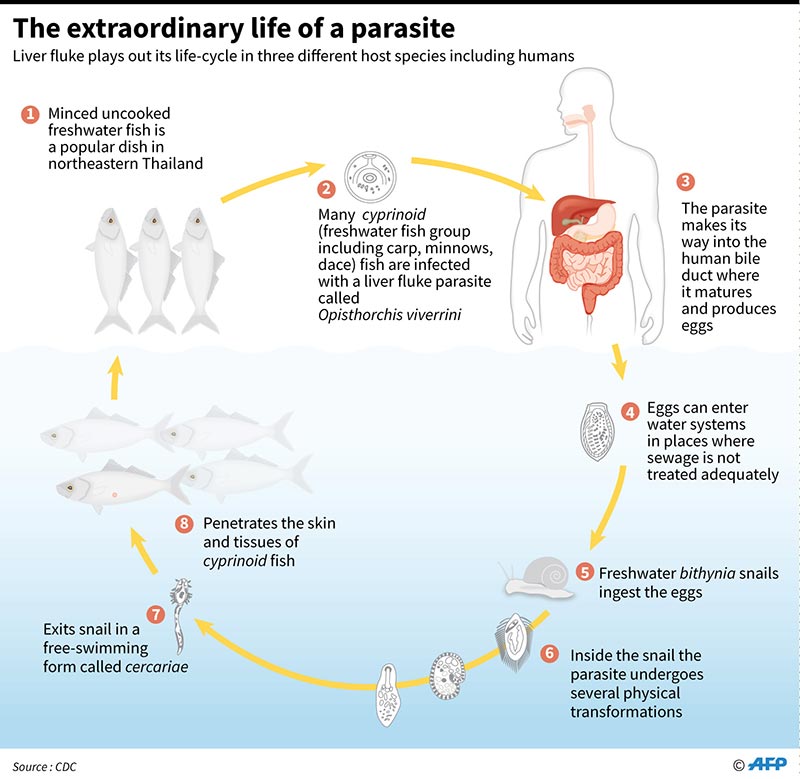 The extraordinary life of a parasite
Liver fluke plays out its life-cycle in three different host species including humans
1
Minced uncooked
freshwater fish is
a popular dish in
northeastern Thailand
2
Many cyprinoid
(freshwater fish group
including carp, minnows,
dace) fish are infected
with a liver fluke parasite
called
Opisthorchis viverrini
3
The parasite
makes its
way into the
human bile
duct where
it matures
and produces
eggs
4
Eggs can enter
water systems
in places where
sewage is not
treated adequately
5
Freshwater bithynia snails
ingest the eggs
6
Inside the snail the
parasite undergoes
several physical
transformations
7
Exits snail in a
free-swimming
form called cercariae
8
Penetrates the skin
and tissues of
cyprinoid fish
Source : CDC
© AFP